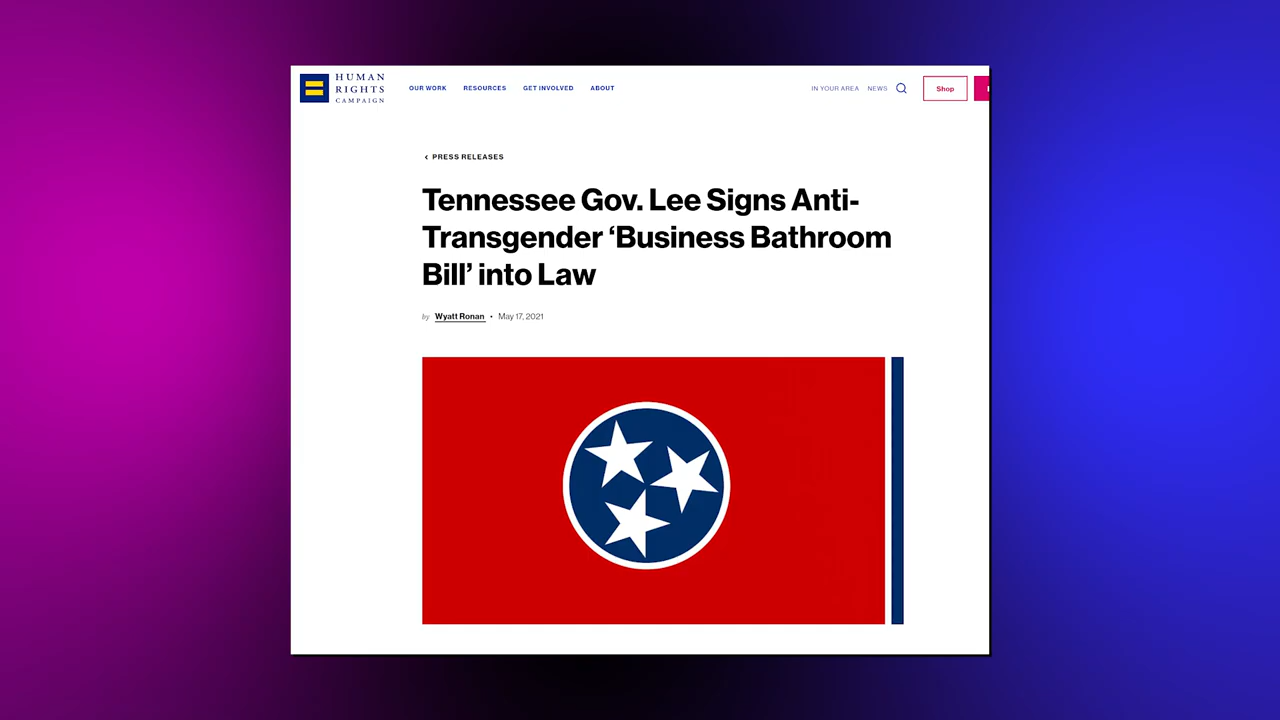 HUMAN
RIGHTS
CAMPAIGN
OUR WORK
RESOURCES
GET INVOLVED
ABOUT
IN YOUR AREA
NEWS
Shop
‹ PRESS RELEASES
Tennessee Gov. Lee Signs Anti-
Transgender ‘Business Bathroom
Bill’ into Law
by Wyatt Ronan • May 17, 2021